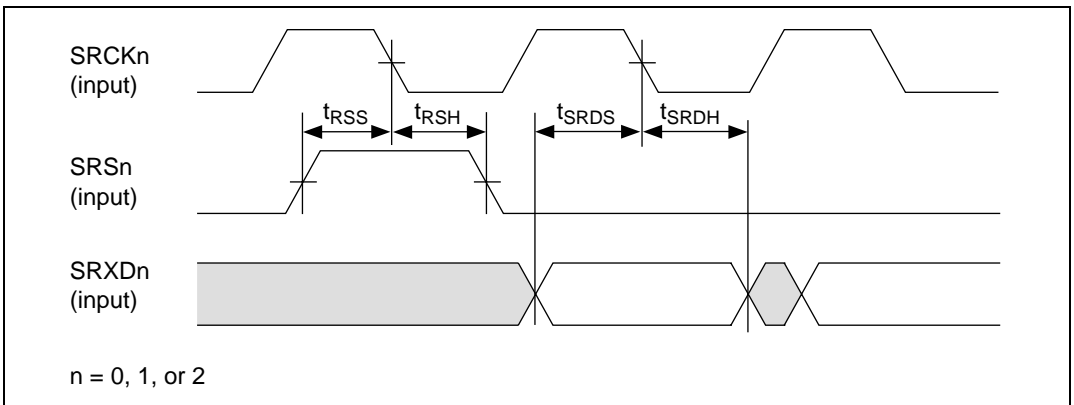 SRCKn
(input)
tRSS tRSH tSRDS tSRDH
SRSn
(input)
SRXDn
(input)
n = 0, 1, or 2